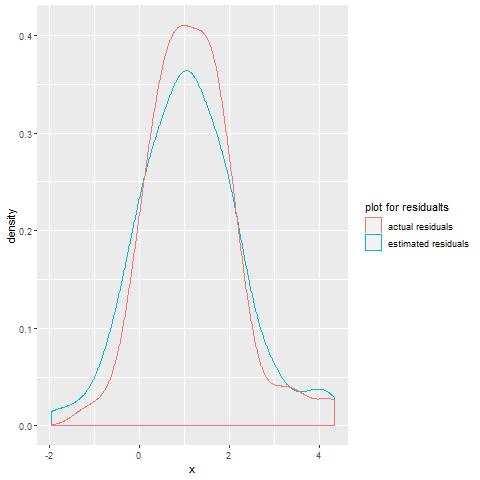 0.4
0.3
0.2
0.1
0.0
density
-2
0
2
4
x
plot for residualts
actual residuals
estimated residuals